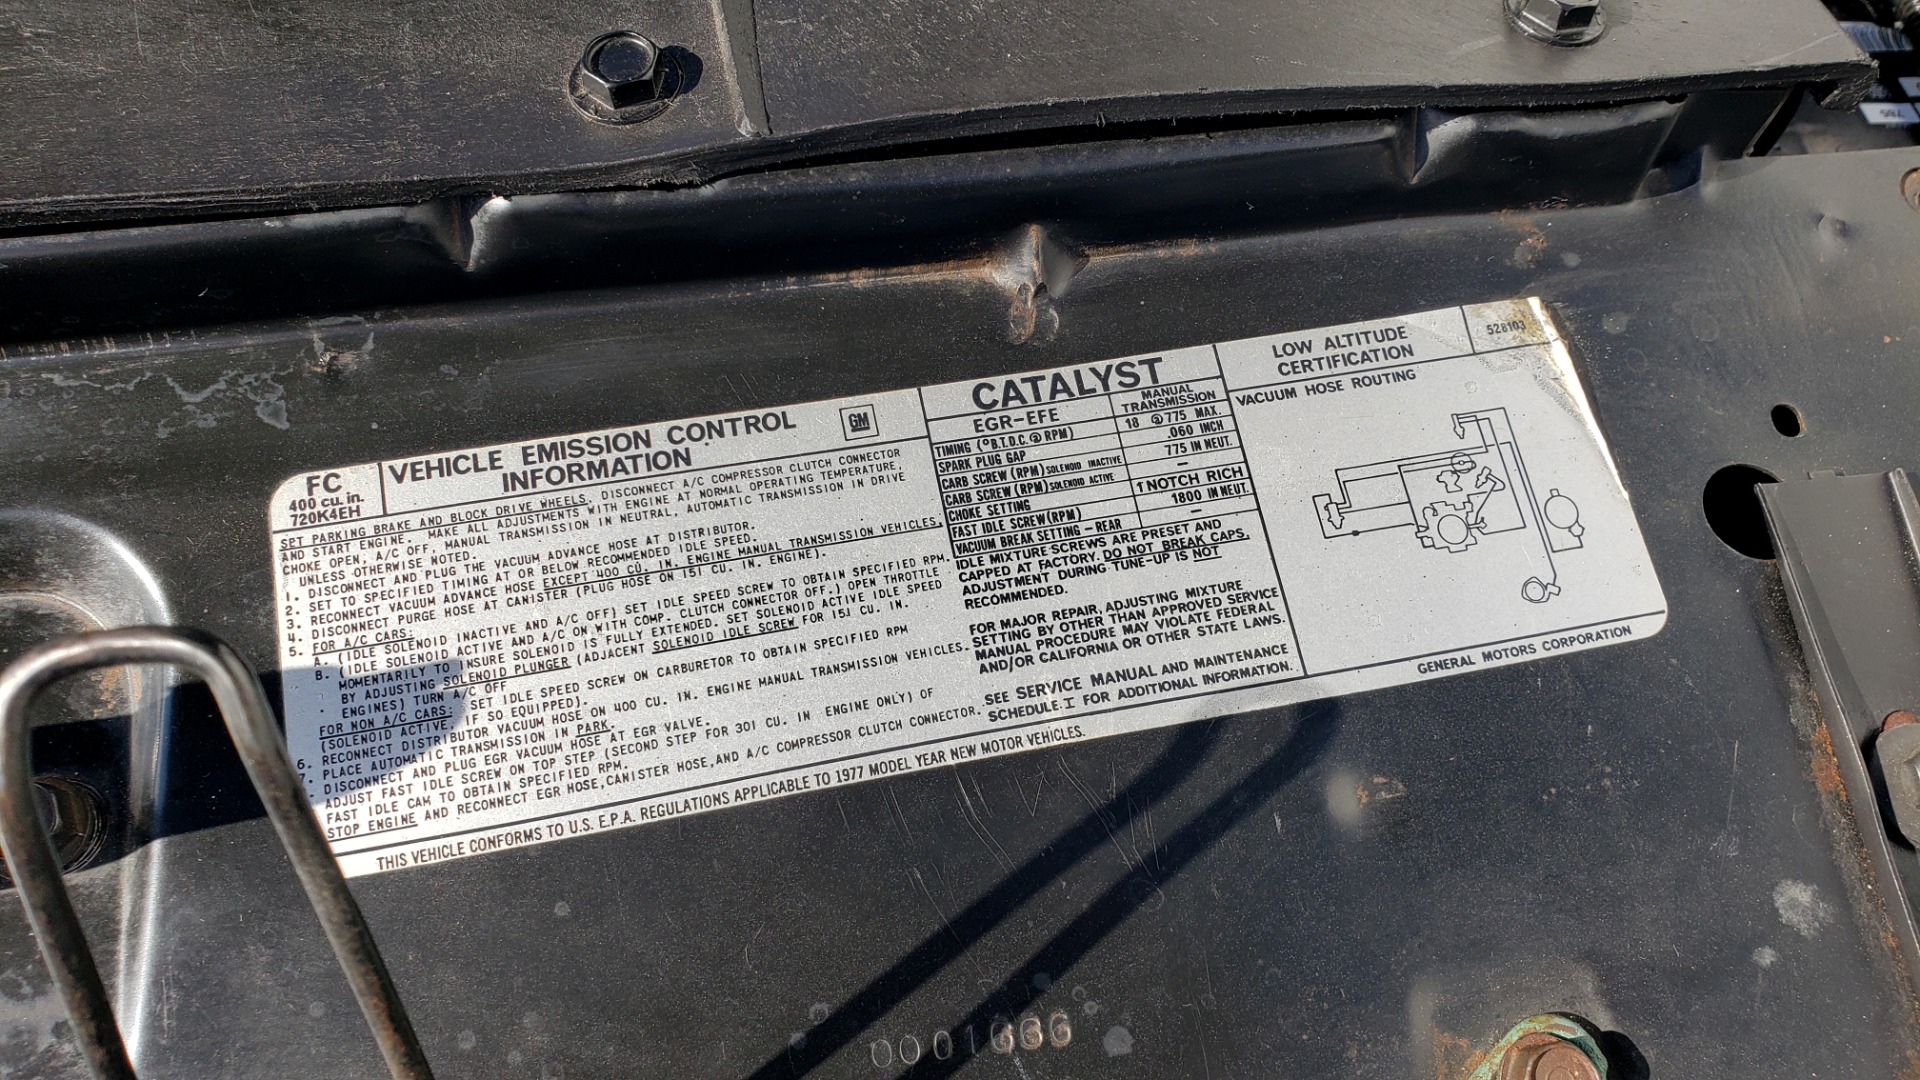 FC
400 cu. in.
720K4EH
VEHICLE EMISSION CONTROL
INFORMATION
GM
SET PARKING BRAKE AND BLOCK DRIVE WHEELS. DISCONNECT A/C COMPRESSOR CLUTCH CONNECTOR
AND START ENGINE. MAKE ALL ADJUSTMENTS WITH ENGINE AT NORMAL OPERATING TEMPERATURE,
CHOKE OPEN, A/C OFF, MANUAL TRANSMISSION IN NEUTRAL, AUTOMATIC TRANSMISSION IN DRIVE
UNLESS OTHERWISE NOTED.
1. DISCONNECT AND PLUG THE VACUUM ADVANCE HOSE AT DISTRIBUTOR.
2. SET TO SPECIFIED TIMING AT OR BELOW RECOMMENDED IDLE SPEED.
3. RECONNECT VACUUM ADVANCE HOSE EXCEPT 400 CU. IN. ENGINE MANUAL TRANSMISSION VEHICLES.
4. DISCONNECT PURGE HOSE AT CANISTER (PLUG HOSE ON 151 CU. IN. ENGINE).
5. FOR A/C CARS:
A. (IDLE SOLENOID INACTIVE AND A/C OFF) SET IDLE SPEED SCREW TO OBTAIN SPECIFIED RPM.
B. (IDLE SOLENOID ACTIVE AND A/C ON WITH COMP. CLUTCH CONNECTOR OFF.) OPEN THROTTLE
MOMENTARILY TO INSURE SOLENOID IS FULLY EXTENDED. SET SOLENOID ACTIVE IDLE SPEED
BY ADJUSTING SOLENOID PLUNGER (ADJACENT SOLENOID IDLE SCREW FOR 151 CU. IN.
ENGINES) TURN A/C OFF
FOR NON A/C CARS: SET IDLE SPEED SCREW ON CARBURETOR TO OBTAIN SPECIFIED RPM
(SOLENOID ACTIVE, IF SO EQUIPPED).
6. RECONNECT DISTRIBUTOR VACUUM HOSE ON 400 CU. IN. ENGINE MANUAL TRANSMISSION VEHICLES.
7. PLACE AUTOMATIC TRANSMISSION IN PARK.
DISCONNECT AND PLUG EGR VACUUM HOSE AT EGR VALVE.
ADJUST FAST IDLE SCREW ON TOP STEP (SECOND STEP FOR 301 CU. IN ENGINE ONLY) OF
FAST IDLE CAM TO OBTAIN SPECIFIED RPM.
STOP ENGINE AND RECONNECT EGR HOSE, CANISTER HOSE, AND A/C COMPRESSOR CLUTCH CONNECTOR.
THIS VEHICLE CONFORMS TO U.S. E.P.A. REGULATIONS APPLICABLE TO 1977 MODEL YEAR NEW MOTOR VEHICLES.
CATALYST
EGR-EFE MANUAL TRANSMISSION
TIMING (°B.T.D.C. @ RPM) 18 @ 775 MAX.
SPARK PLUG GAP .060 INCH
CARB SCREW (RPM) SOLENOID INACTIVE 775 IN NEUT.
CARB SCREW (RPM) SOLENOID ACTIVE –
CHOKE SETTING 1 NOTCH RICH
FAST IDLE SCREW (RPM) 1800 IN NEUT.
VACUUM BREAK SETTING - REAR –
IDLE MIXTURE SCREWS ARE PRESET AND
CAPPED AT FACTORY. DO NOT BREAK CAPS.
ADJUSTMENT DURING TUNE-UP IS NOT
RECOMMENDED.
FOR MAJOR REPAIR, ADJUSTING MIXTURE
SETTING BY OTHER THAN APPROVED SERVICE
MANUAL PROCEDURE MAY VIOLATE FEDERAL
AND/OR CALIFORNIA OR OTHER STATE LAWS.
SEE SERVICE MANUAL AND MAINTENANCE
SCHEDULE I FOR ADDITIONAL INFORMATION.
LOW ALTITUDE
CERTIFICATION
528103
VACUUM HOSE ROUTING
GENERAL MOTORS CORPORATION
0001666